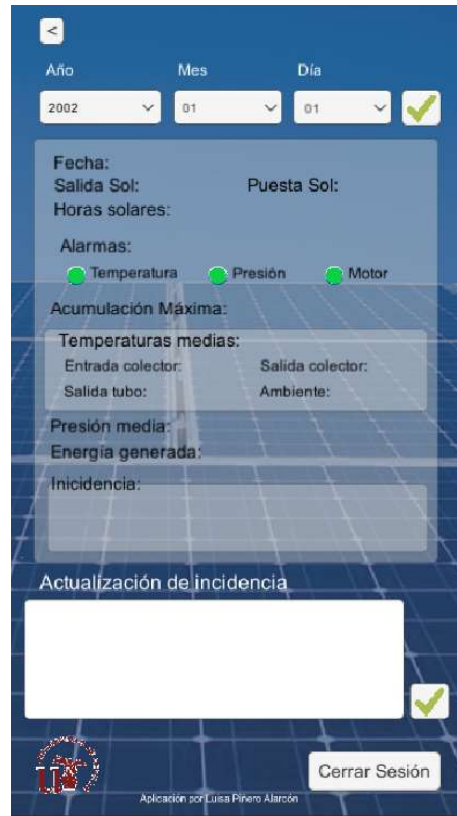 <
Año Mes Día
2002 01 01
Fecha:
Salida Sol: Puesta Sol:
Horas solares:
Alarmas:
Temperatura Presión Motor
Acumulación Máxima:
Temperaturas medias:
Entrada colector: Salida colector:
Salida tubo: Ambiente:
Presión media:
Energía generada:
Inicidencia:
Actualización de incidencia
Cerrar Sesión
Aplicación por Luisa Piñero Alarcón